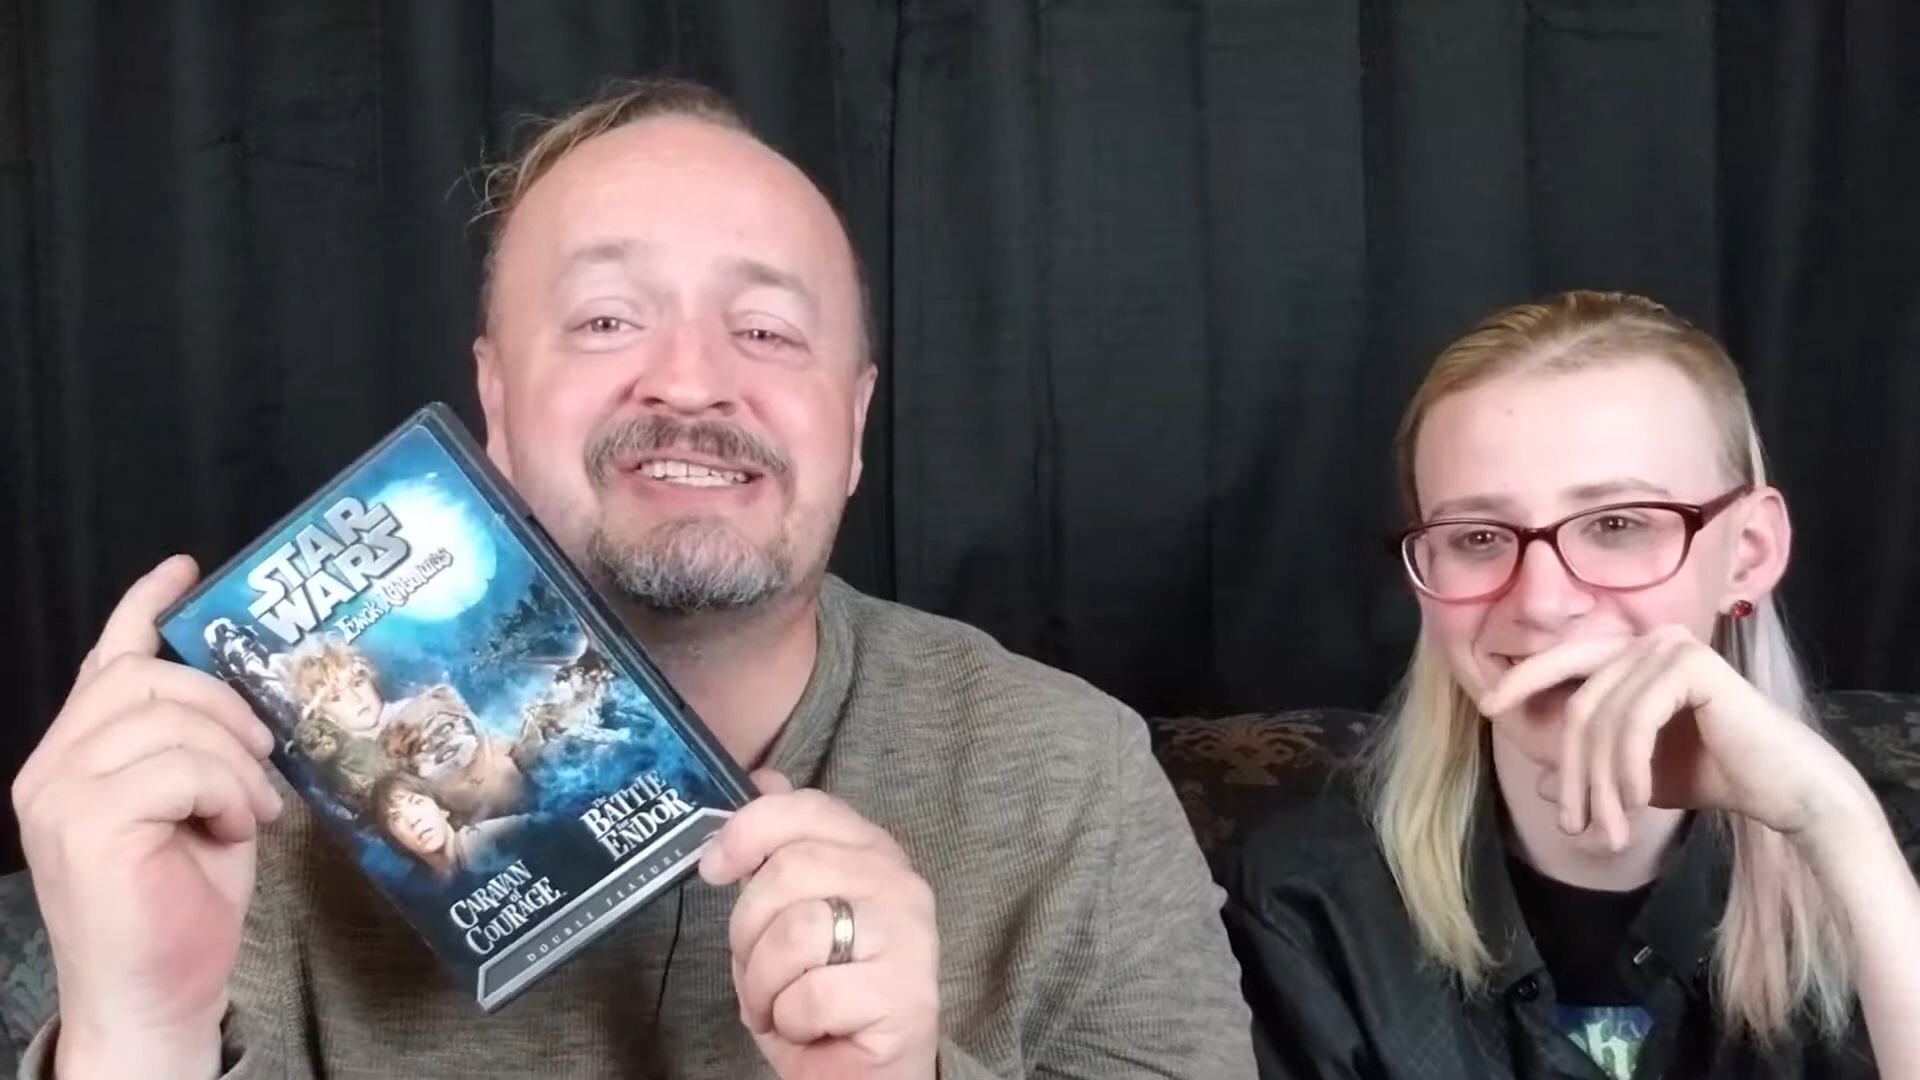 STAR
WARS
Ewok Adventures
The
BATTLE
for
ENDOR
CARAVAN
of
COURAGE
DOUBLE FEATURE